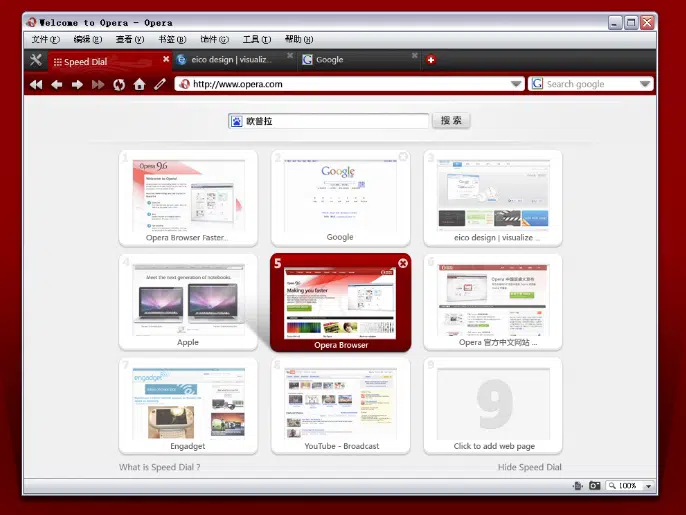 Welcome to Opera - Opera
文件(F) 编辑(E) 查看(V) 书签(B) 饰件(G) 工具(T) 帮助(H)
Speed Dial eico design | visualiz.. Google
http://www.opera.com Search google
欧普拉 搜 索
1 2 3
Opera 9.6
Welcome to Opera!
Google
Opera Browser Faster... Google eico design | visualize ...
4 5 6
Meet the next generation of notebooks.
Making you faster
Apple Opera Browser Opera 官方中文网站 ...
7 8 9
engadget
9
Engadget YouTube - Broadcast Click to add web page
What is Speed Dial ? Hide Speed Dial
100%